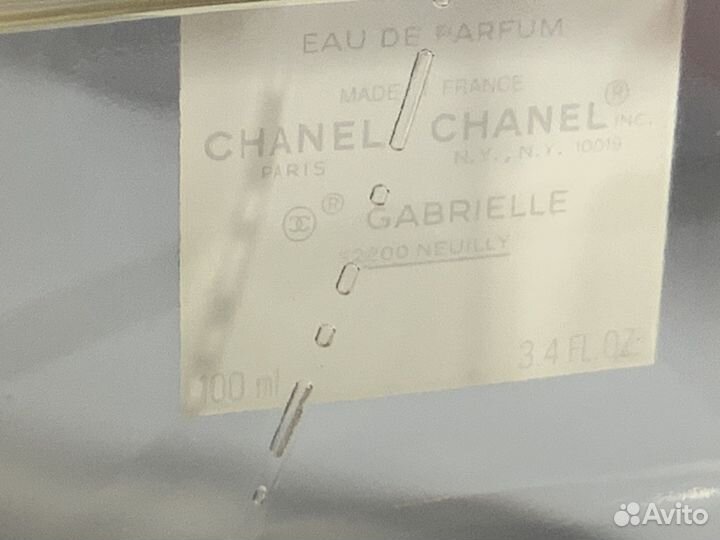 EAU DE PARFUM
MADE FRANCE
CHANEL CHANEL® INC.
PARIS N.Y., N.Y. 10019
® GABRIELLE
92200 NEUILLY
100 ml 3.4 FL. OZ.
Avito